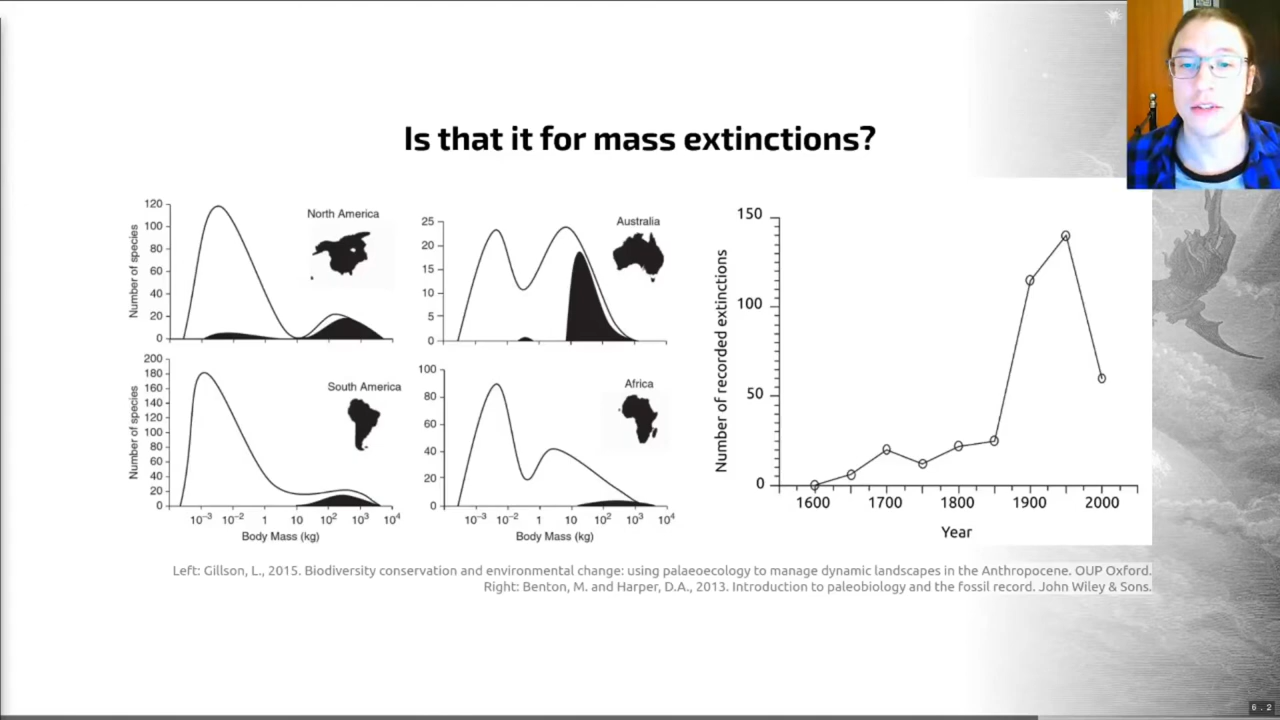 Is that it for mass extinctions?
120
100
80
60
40
20
0
Number of species
North America
25
20
15
10
5
0
Australia
200
180
160
140
120
100
80
60
40
20
0
Number of species
South America
10⁻³ 10⁻² 1 10 10² 10³ 10⁴
Body Mass (kg)
100
80
60
40
20
0
Africa
10⁻³ 10⁻² 1 10 10² 10³ 10⁴
Body Mass (kg)
150
100
50
0
Number of recorded extinctions
1600 1700 1800 1900 2000
Year
Left: Gillson, L., 2015. Biodiversity conservation and environmental change: using palaeoecology to manage dynamic landscapes in the Anthropocene. OUP Oxford.
Right: Benton, M. and Harper, D.A., 2013. Introduction to paleobiology and the fossil record. John Wiley & Sons.
6.2